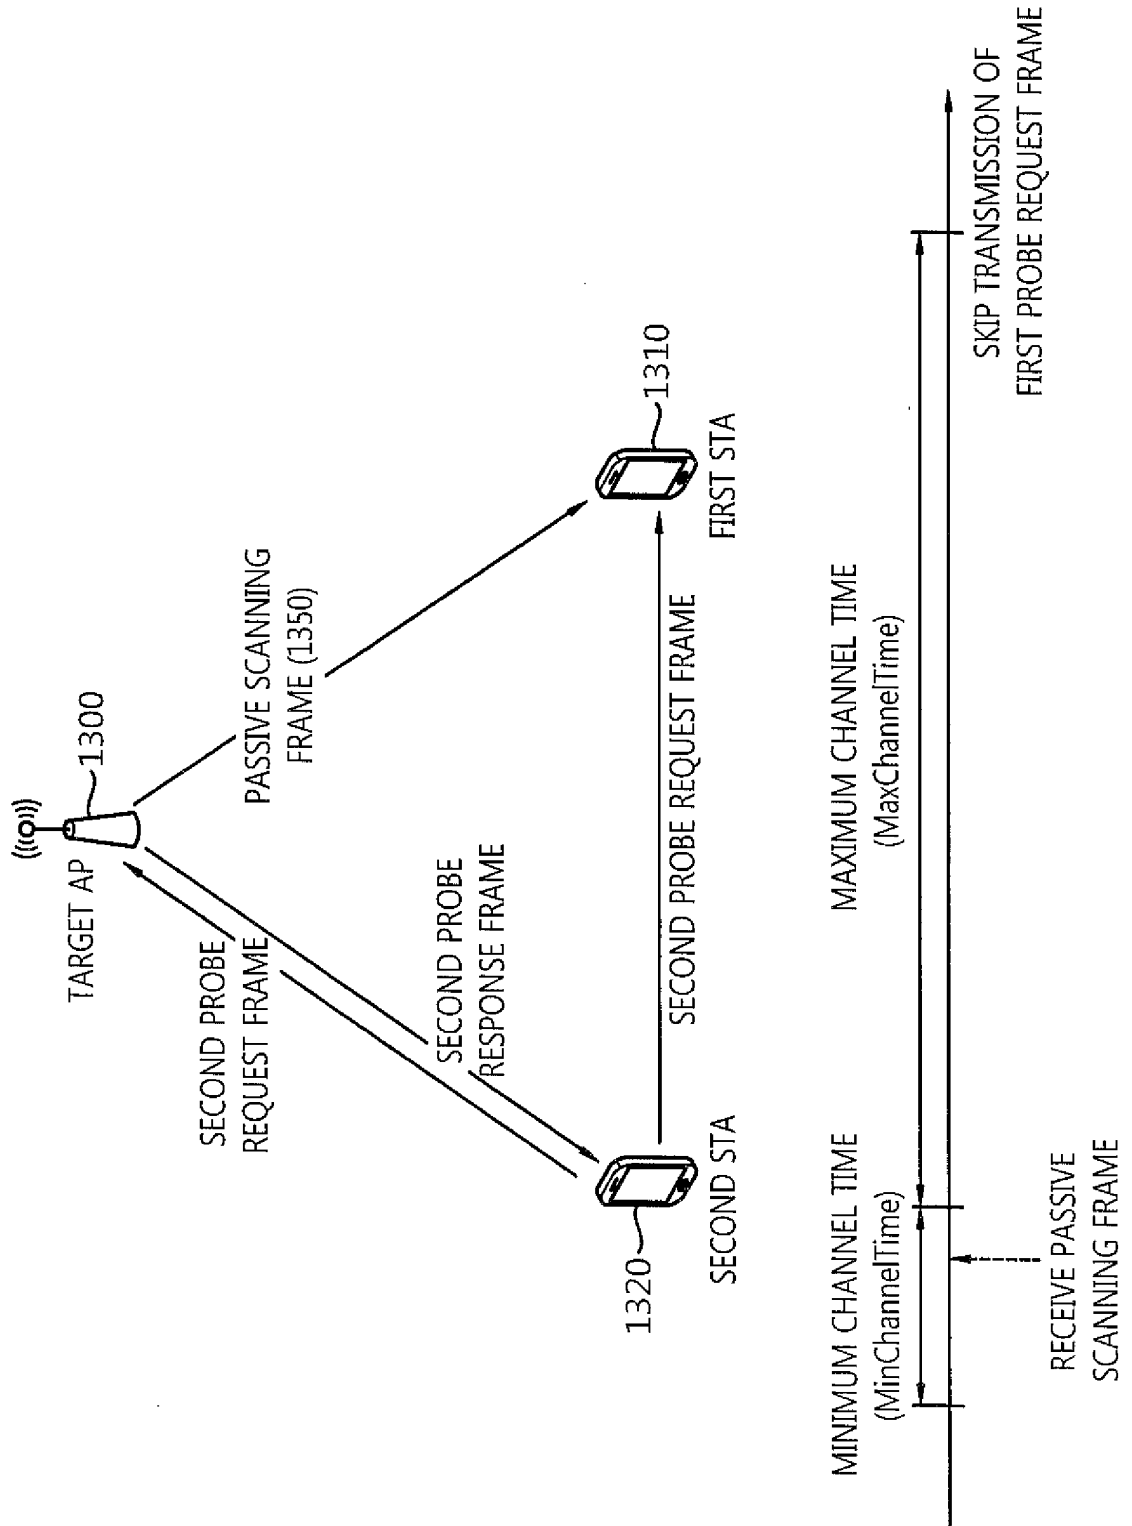 1300
TARGET AP
SECOND PROBE
REQUEST FRAME
PASSIVE SCANNING
FRAME (1350)
SECOND PROBE
RESPONSE FRAME
1320
1310
SECOND STA
SECOND PROBE REQUEST FRAME
FIRST STA
MINIMUM CHANNEL TIME
(MinChannelTime)
MAXIMUM CHANNEL TIME
(MaxChannelTime)
RECEIVE PASSIVE
SCANNING FRAME
SKIP TRANSMISSION OF
FIRST PROBE REQUEST FRAME